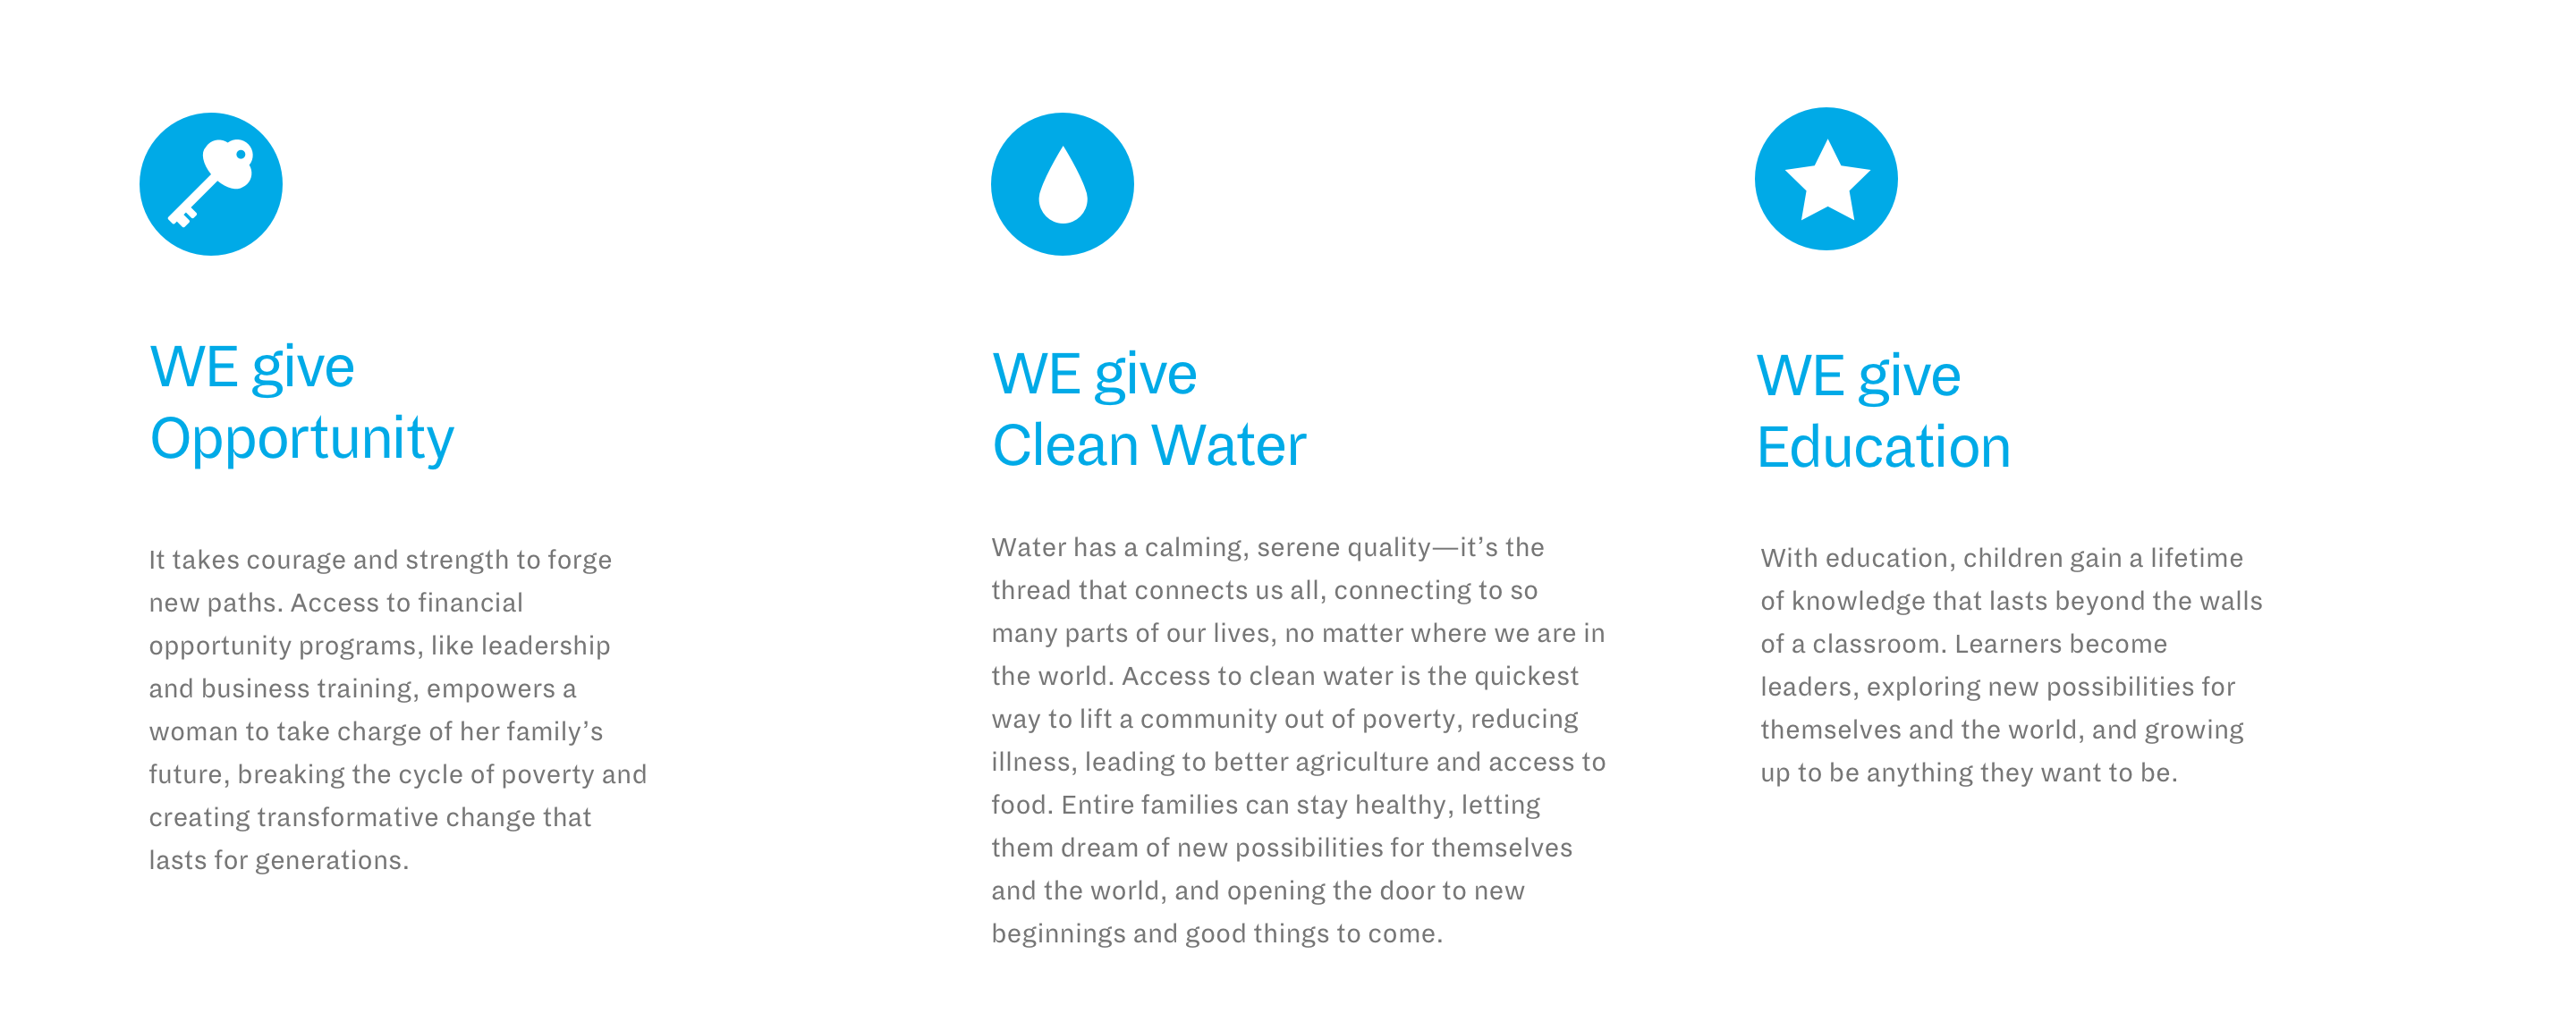 WE give
Opportunity
It takes courage and strength to forge
new paths. Access to financial
opportunity programs, like leadership
and business training, empowers a
woman to take charge of her family’s
future, breaking the cycle of poverty and
creating transformative change that
lasts for generations.
WE give
Clean Water
Water has a calming, serene quality—it’s the
thread that connects us all, connecting to so
many parts of our lives, no matter where we are in
the world. Access to clean water is the quickest
way to lift a community out of poverty, reducing
illness, leading to better agriculture and access to
food. Entire families can stay healthy, letting
them dream of new possibilities for themselves
and the world, and opening the door to new
beginnings and good things to come.
WE give
Education
With education, children gain a lifetime
of knowledge that lasts beyond the walls
of a classroom. Learners become
leaders, exploring new possibilities for
themselves and the world, and growing
up to be anything they want to be.